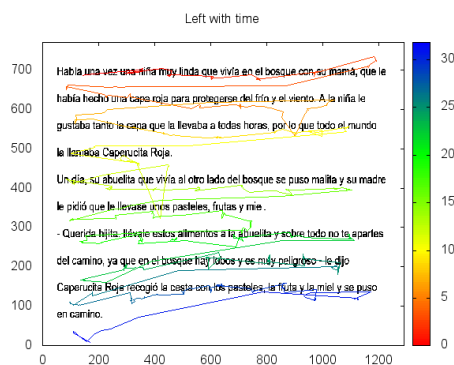 Left with time
Había una vez una niña muy linda que vivía en el bosque con su mamá, que le
había hecho una capa roja para protegerse del frío y el viento. A la niña le
gustaba tanto la capa que la llevaba a todas horas, por lo que todo el mundo
la llamaba Caperucita Roja.
Un día, su abuelita que vivía al otro lado del bosque se puso malita y su madre
le pidió que le llevase unos pasteles, frutas y miel.
- Querida hijita, llévale estos alimentos a la abuelita y sobre todo no te apartes
del camino, ya que en el bosque hay lobos y es muy peligroso - le dijo
Caperucita Roja recogió la cesta con los pasteles, la fruta y la miel y se puso
en camino.
700
600
500
400
300
200
100
0
0 200 400 600 800 1000 1200
30
25
20
15
10
5
0